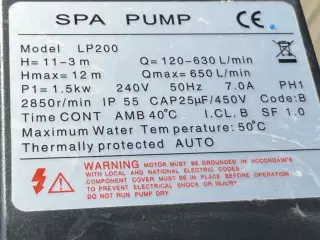 SPA PUMP CE
Model LP200
H= 11-3 m Q= 120-630 L/min
Hmax= 12 m Qmax= 650 L/min
P1= 1.5kw 240V 50Hz 7.0A PH1
2850r/min IP 55 CAP25µF/450V Code:B
Time CONT AMB 40°C I.CL.B SF 1.0
Maximum Water Temperature: 50°C
Thermally protected AUTO
WARNING MOTOR MUST BE GROUNDED IN ACCORDANCE
WITH LOCAL AND NATIONAL ELECTRIC CODES
COMPONENT COVER MUST BE FASTENED IN PLACE
TO PREVENT ELECTRICAL SHOCK OR INJURY
DO NOT RUN PUMP DRY